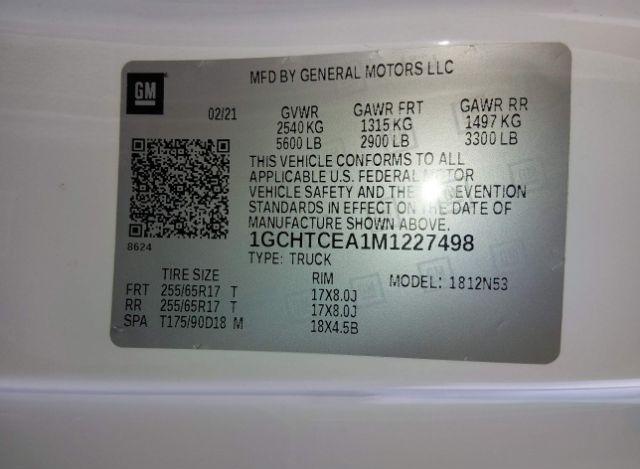 GM
MFD BY GENERAL MOTORS LLC
02/21 GVWR GAWR FRT GAWR RR
2540 KG 1315 KG 1497 KG
5600 LB 2900 LB 3300 LB
THIS VEHICLE CONFORMS TO ALL
APPLICABLE U.S. FEDERAL MOTOR
VEHICLE SAFETY AND THEFT PREVENTION
STANDARDS IN EFFECT ON THE DATE OF
MANUFACTURE SHOWN ABOVE.
8624 1GCHTCEA1M1227498
TYPE: TRUCK
TIRE SIZE RIM MODEL: 1812N53
FRT 255/65R17 T 17X8.0J
RR 255/65R17 T 17X8.0J
SPA T175/90D18 M 18X4.5B